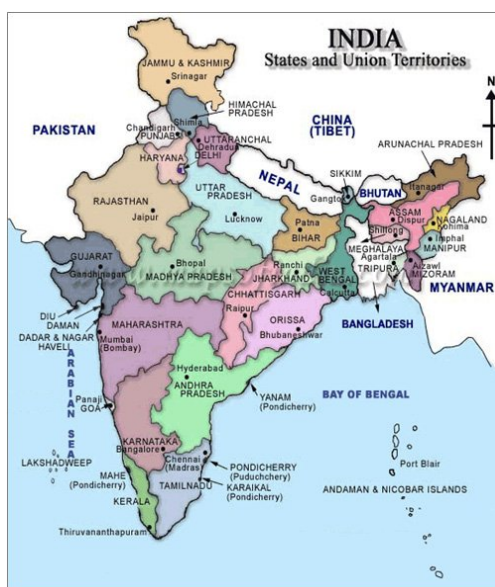 INDIA
States and Union Territories
N
JAMMU & KASHMIR
Srinagar
HIMACHAL
PRADESH
Shimla
Chandigarh
PUNJAB
PAKISTAN
CHINA
(TIBET)
UTTARANCHAL
Dehradu
HARYANA
DELHI
ARUNACHAL PRADESH
SIKKIM
NEPAL
BHUTAN
Itanagar
Gangtok
RAJASTHAN
Jaipur
UTTAR
PRADESH
Lucknow
ASSAM
Dispur
NAGALAND
Kohima
Patna
BIHAR
Shillong
MEGHALAYA
Imphal
MANIPUR
Agartala
TRIPURA
Aizawl
MIZORAM
GUJARAT
Gandhinagar
Bhopal
MADHYA PRADESH
Ranchi
JHARKHAND
WEST
BENGAL
Calcutta
MYANMAR
CHHATTISGARH
Raipur
DIU
DAMAN
DADAR & NAGAR
HAVELI
MAHARASHTRA
Mumbai
(Bombay)
ORISSA
Bhubaneshwar
BANGLADESH
ARABIAN SEA
Hyderabad
ANDHRA
PRADESH
YANAM
(Pondicherry)
BAY OF BENGAL
Panaji
GOA
KARNATAKA
Bangalore
Chennai
(Madras)
LAKSHADWEEP
MAHE
(Pondicherry)
PONDICHERRY
(Puduchchery)
KARAIKAL
(Pondicherry)
TAMILNADU
KERALA
Thiruvananthapuram
Port Blair
ANDAMAN & NICOBAR ISLANDS